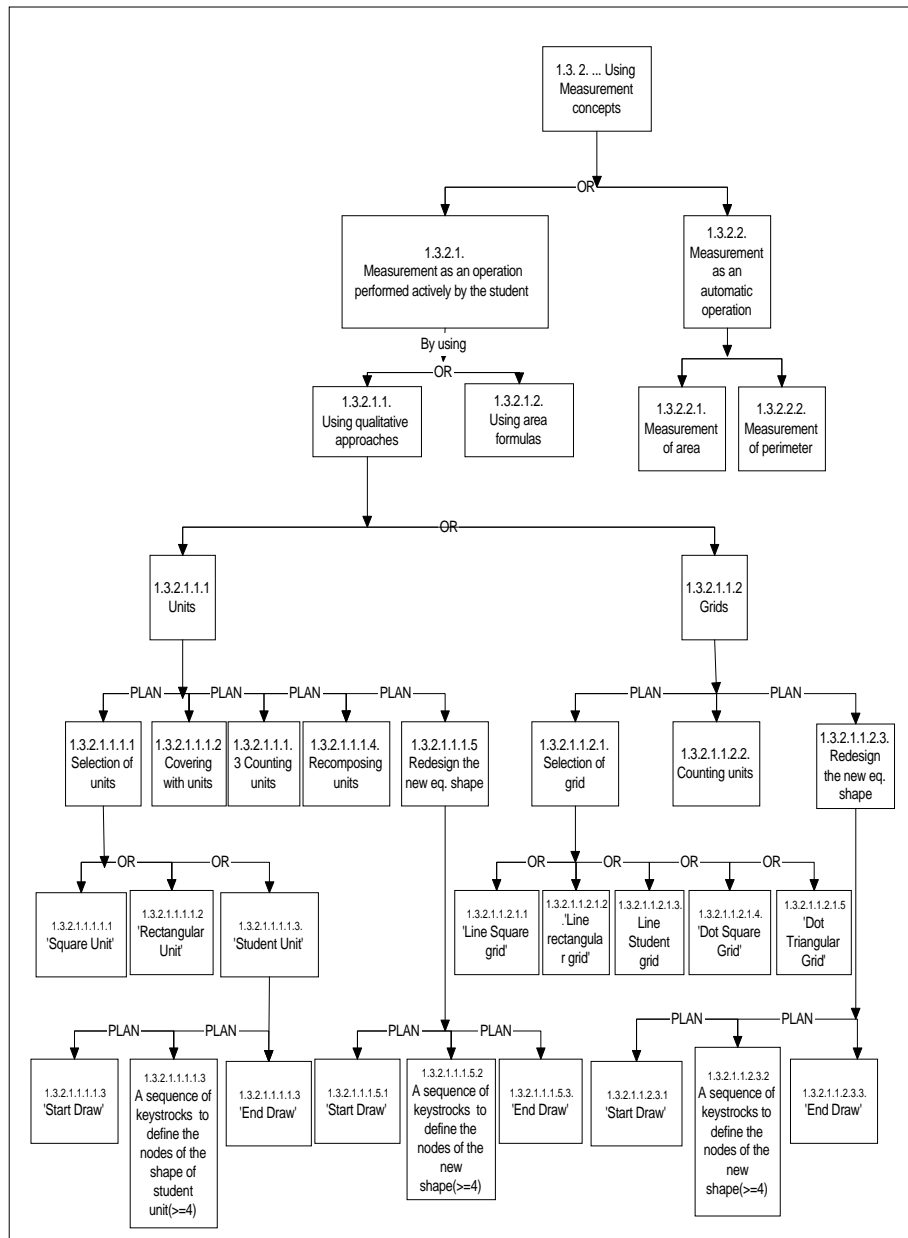 1.3. 2. ... Using
Measurement
concepts
OR
1.3.2.1.
Measurement as an operation
performed actively by the student
1.3.2.2.
Measurement
as an
automatic
operation
By using
OR
1.3.2.1.1.
Using qualitative
approaches
1.3.2.1.2.
Using area
formulas
1.3.2.2.1.
Measurement
of area
1.3.2.2.2.
Measurement
of perimeter
OR
1.3.2.1.1.1
Units
1.3.2.1.1.2
Grids
PLAN PLAN PLAN PLAN
PLAN PLAN
1.3.2.1.1.1.1
Selection of
units
1.3.2.1.1.1.2
Covering
with units
1.3.2.1.1.1.
3 Counting
units
1.3.2.1.1.1.4.
Recomposing
units
1.3.2.1.1.1.5
Redesign the
new eq. shape
1.3.2.1.1.2.1.
Selection of
grid
1.3.2.1.1.2.2.
Counting units
1.3.2.1.1.2.3.
Redesign
the new eq.
shape
OR OR
OR OR OR OR
1.3.2.1.1.1.1.1
'Square Unit'
1.3.2.1.1.1.1.2
'Rectangular
Unit'
1.3.2.1.1.1.1.3.
'Student Unit'
1.3.2.1.1.2.1.1
'Line Square
grid'
1.3.2.1.1.2.1.2
.'Line
rectangula
r grid'
1.3.2.1.1.2.1.3.
Line
Student
grid
1.3.2.1.1.2.1.4.
'Dot Square
Grid'
1.3.2.1.1.2.1.5
'Dot
Triangular
Grid'
PLAN PLAN
PLAN PLAN
PLAN PLAN
1.3.2.1.1.1.1.3
'Start Draw'
1.3.2.1.1.1.1.3
A sequence of
keystrocks to
define the
nodes of the
shape of
student
unit(>=4)
1.3.2.1.1.1.1.3
'End Draw'
1.3.2.1.1.1.5.1
'Start Draw'
1.3.2.1.1.1.5.2
A sequence of
keystrocks to
define the
nodes of the
new
shape(>=4)
1.3.2.1.1.1.5.3.
'End Draw'
1.3.2.1.1.2.3.1
'Start Draw'
1.3.2.1.1.2.3.2
A sequence of
keystrocks to
define the
nodes of the
new
shape(>=4)
1.3.2.1.1.2.3.3.
'End Draw'